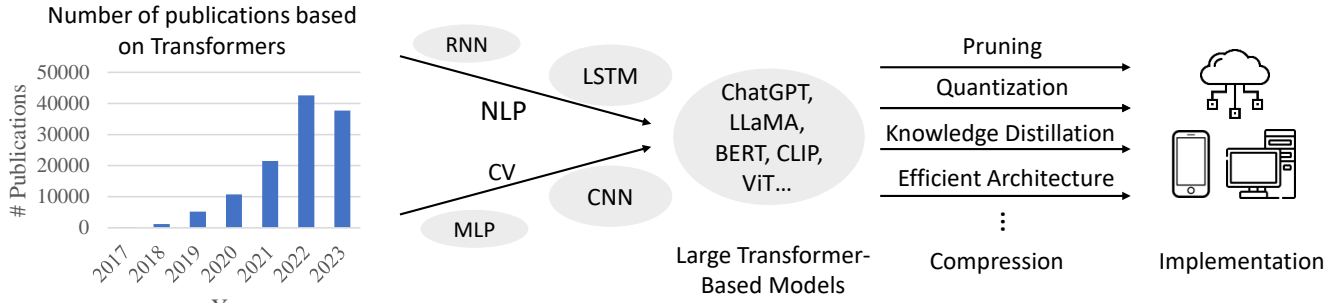 Number of publications based
on Transformers
# Publications
50000
40000
30000
20000
10000
0
2017
2018
2019
2020
2021
2022
2023
RNN
LSTM
NLP
CV
CNN
MLP
ChatGPT,
LLaMA,
BERT, CLIP,
ViT...
Large Transformer-
Based Models
Pruning
Quantization
Knowledge Distillation
Efficient Architecture
⋮
Compression
Implementation